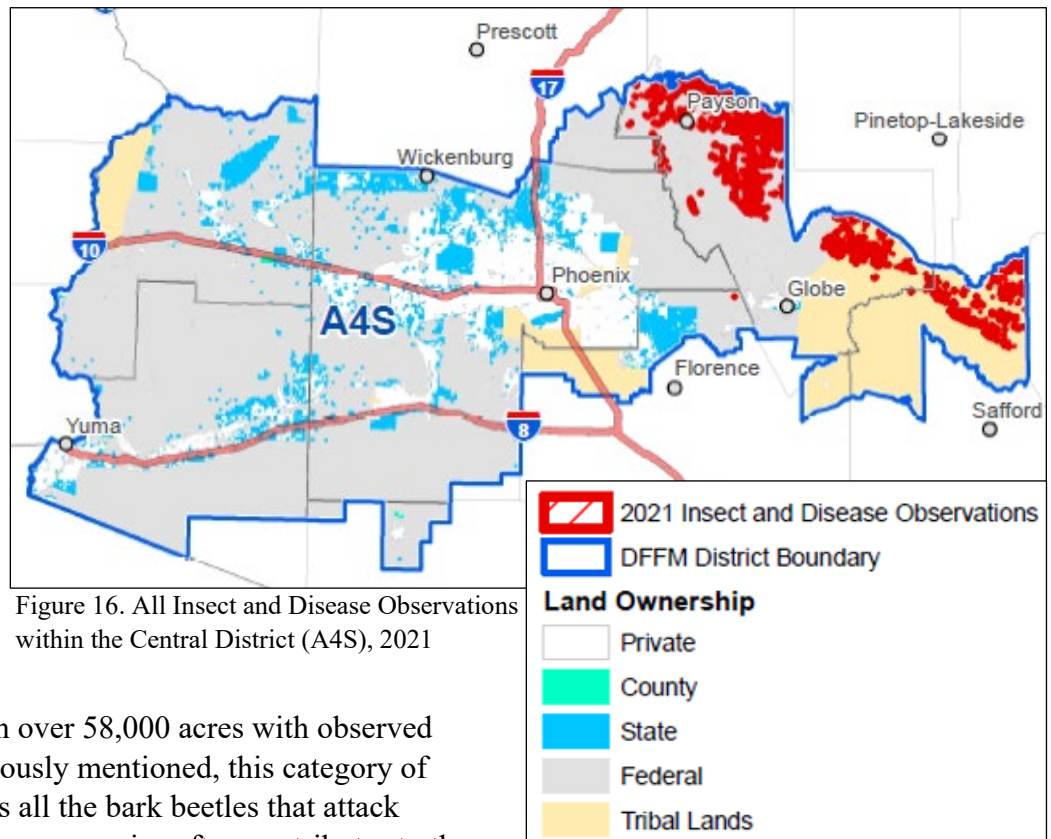 Prescott
17
Payson
Pinetop-Lakeside
Wickenburg
10
Phoenix
Globe
A4S
Florence
Safford
Yuma
8
2021 Insect and Disease Observations
DFFM District Boundary
Land Ownership
Private
County
State
Federal
Tribal Lands
Figure 16. All Insect and Disease Observations
within the Central District (A4S), 2021
over 58,000 acres with observed
mentioned, this category of
all the bark beetles that attack